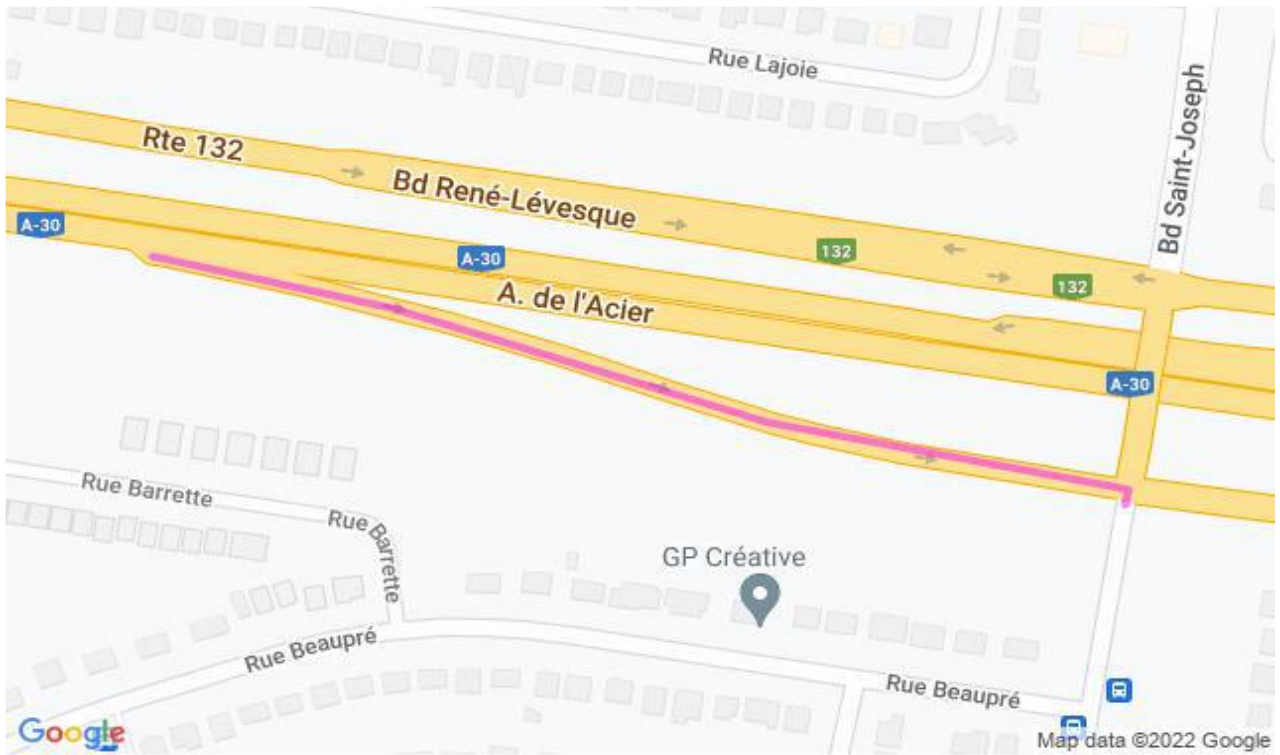 Rue Lajoie
Bd Saint-Joseph
Rte 132
Bd René-Lévesque
A-30
A-30
132
132
A. de l'Acier
A-30
Rue Barrette
Rue Barrette
GP Créative
Rue Beaupré
Rue Beaupré
Google
Map data ©2022 Google